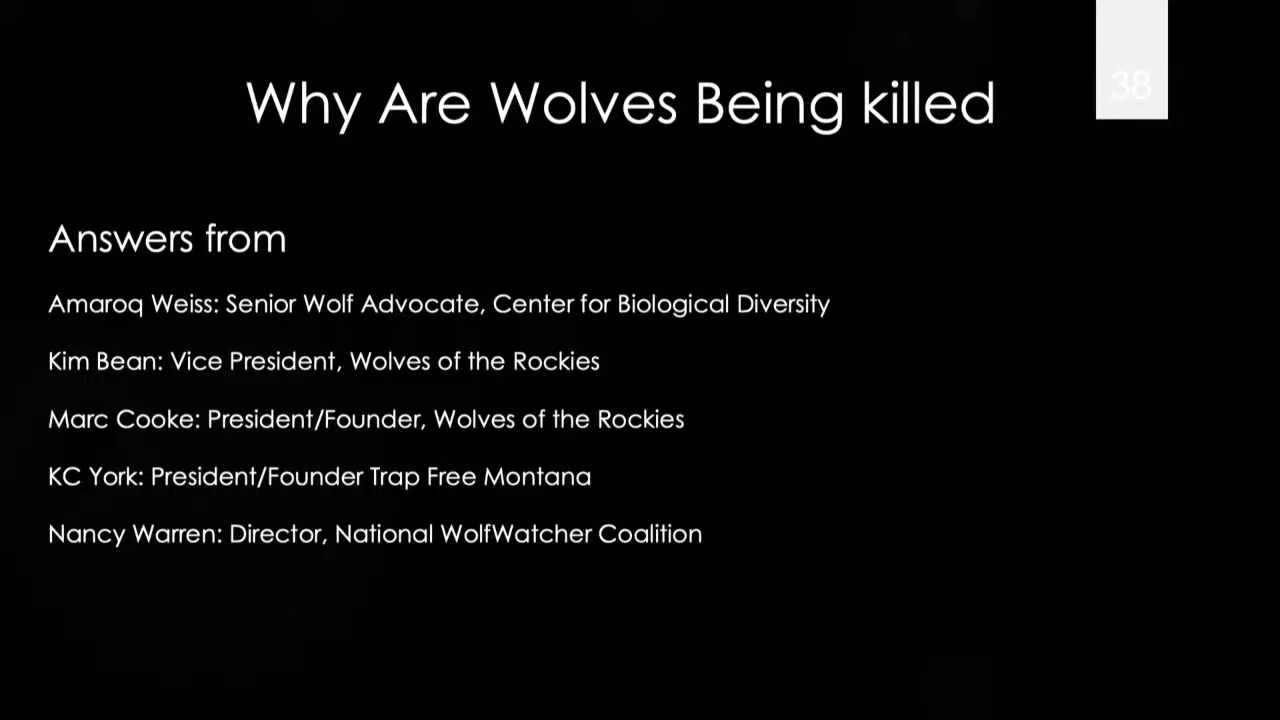 38
Why Are Wolves Being killed
Answers from
Amaroq Weiss: Senior Wolf Advocate, Center for Biological Diversity
Kim Bean: Vice President, Wolves of the Rockies
Marc Cooke: President/Founder, Wolves of the Rockies
KC York: President/Founder Trap Free Montana
Nancy Warren: Director, National WolfWatcher Coalition